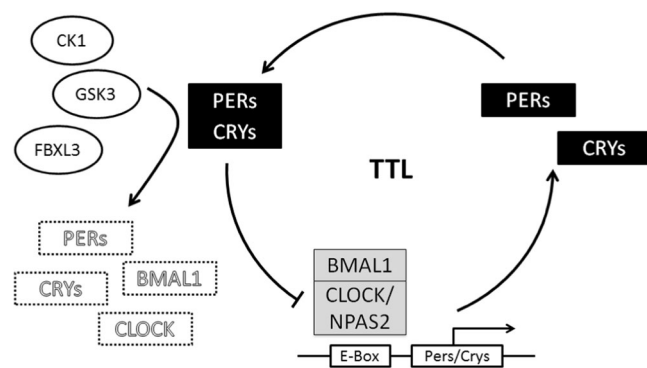 CK1
GSK3
FBXL3
PERs
CRYs
PERs
CRYs
TTL
PERs
CRYs
BMAL1
CLOCK
BMAL1
CLOCK/
NPAS2
E-Box
Pers/Crys